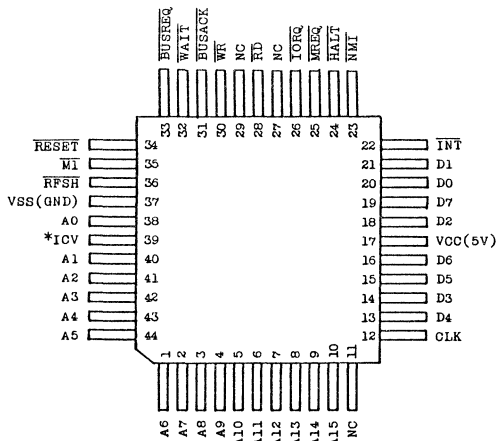 BUSREQ WAIT BUSACK WR NC RD NC IORQ MREQ HALT NMI
33 32 31 30 29 28 27 26 25 24 23
RESET 34 22 INT
M1 35 21 D1
RFSH 36 20 D0
VSS(GND) 37 19 D7
A0 38 18 D2
*ICV 39 17 VCC(5V)
A1 40 16 D6
A2 41 15 D5
A3 42 14 D3
A4 43 13 D4
A5 44 12 CLK
1 2 3 4 5 6 7 8 9 10 11
A6 A7 A8 A9 A10 A11 A12 A13 A14 A15 NC